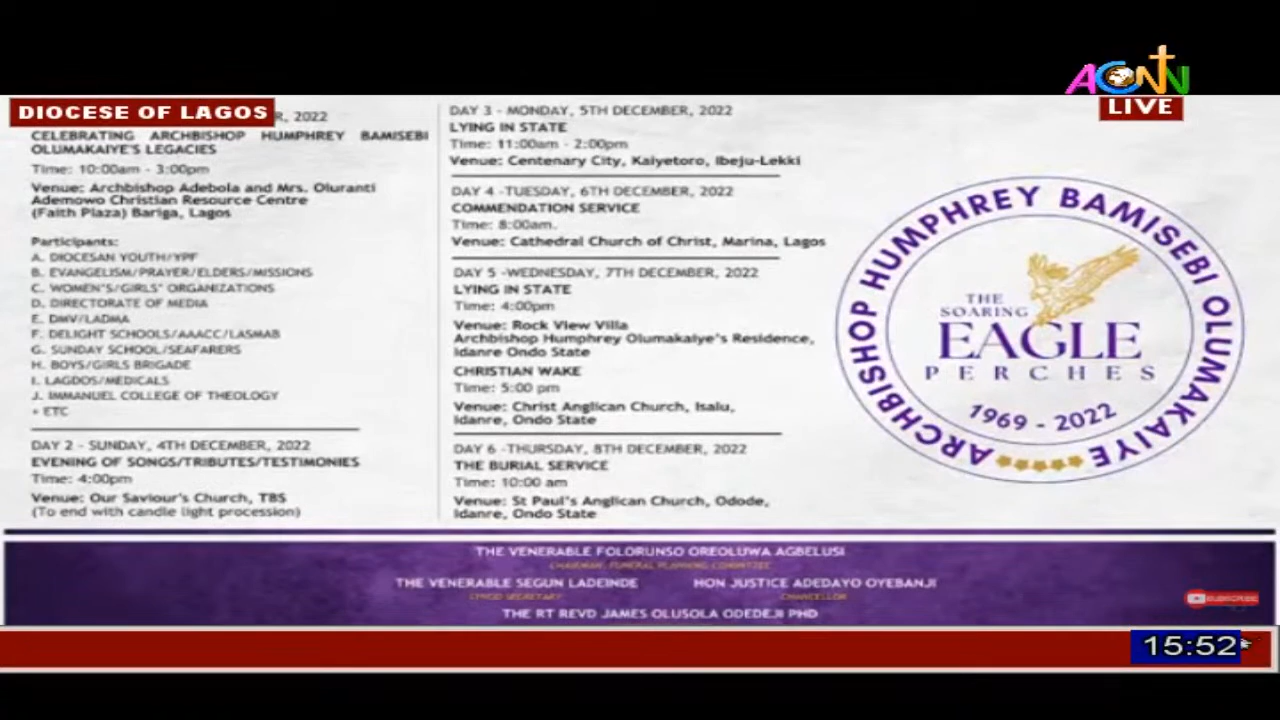 ACNN
LIVE
DIOCESE OF LAGOS
R, 2022
CELEBRATING ARCHBISHOP HUMPHREY BAMISEBI
OLUMAKAIYE'S LEGACIES
Time: 10:00am - 3:00pm
Venue: Archbishop Adebola and Mrs. Oluranti
Ademowo Christian Resource Centre
(Faith Plaza) Bariga, Lagos
Participants:
A. DIOCESAN YOUTH/YPF
B. EVANGELISM/PRAYER/ELDERS/MISSIONS
C. WOMEN'S/GIRLS' ORGANIZATIONS
D. DIRECTORATE OF MEDIA
E. DMV/LADMA
F. DELIGHT SCHOOLS/AAACC/LASMAB
G. SUNDAY SCHOOL/SEAFARERS
H. BOYS/GIRLS BRIGADE
I. LAGDOS/MEDICALS
J. IMMANUEL COLLEGE OF THEOLOGY
+ ETC
DAY 2 - SUNDAY, 4TH DECEMBER, 2022
EVENING OF SONGS/TRIBUTES/TESTIMONIES
Time: 4:00pm
Venue: Our Saviour's Church, TBS
(To end with candle light procession)
DAY 3 - MONDAY, 5TH DECEMBER, 2022
LYING IN STATE
Time: 11:00am - 2:00pm
Venue: Centenary City, Kaiyetoro, Ibeju-Lekki
DAY 4 -TUESDAY, 6TH DECEMBER, 2022
COMMENDATION SERVICE
Time: 8:00am.
Venue: Cathedral Church of Christ, Marina, Lagos
DAY 5 -WEDNESDAY, 7TH DECEMBER, 2022
LYING IN STATE
Time: 4:00pm
Venue: Rock View Villa
Archbishop Humphrey Olumakaiye's Residence,
Idanre Ondo State
CHRISTIAN WAKE
Time: 5:00 pm
Venue: Christ Anglican Church, Isalu,
Idanre, Ondo State
DAY 6 -THURSDAY, 8TH DECEMBER, 2022
THE BURIAL SERVICE
Time: 10:00 am
Venue: St Paul's Anglican Church, Odode,
Idanre, Ondo State
ARCHBISHOP HUMPHREY BAMISEBI OLUMAKAIYE
THE
SOARING
EAGLE
PERCHES
1969 - 2022
THE VENERABLE FOLORUNSO OREOLUWA AGBELUSI
CHAIRMAN, FUNERAL PLANNING COMMITTEE
THE VENERABLE SEGUN LADEINDE HON JUSTICE ADEDAYO OYEBANJI
SYNOD SECRETARY CHANCELLOR
THE RT REVD JAMES OLUSOLA ODEDEJI PHD
SUBSCRIBE
15:52